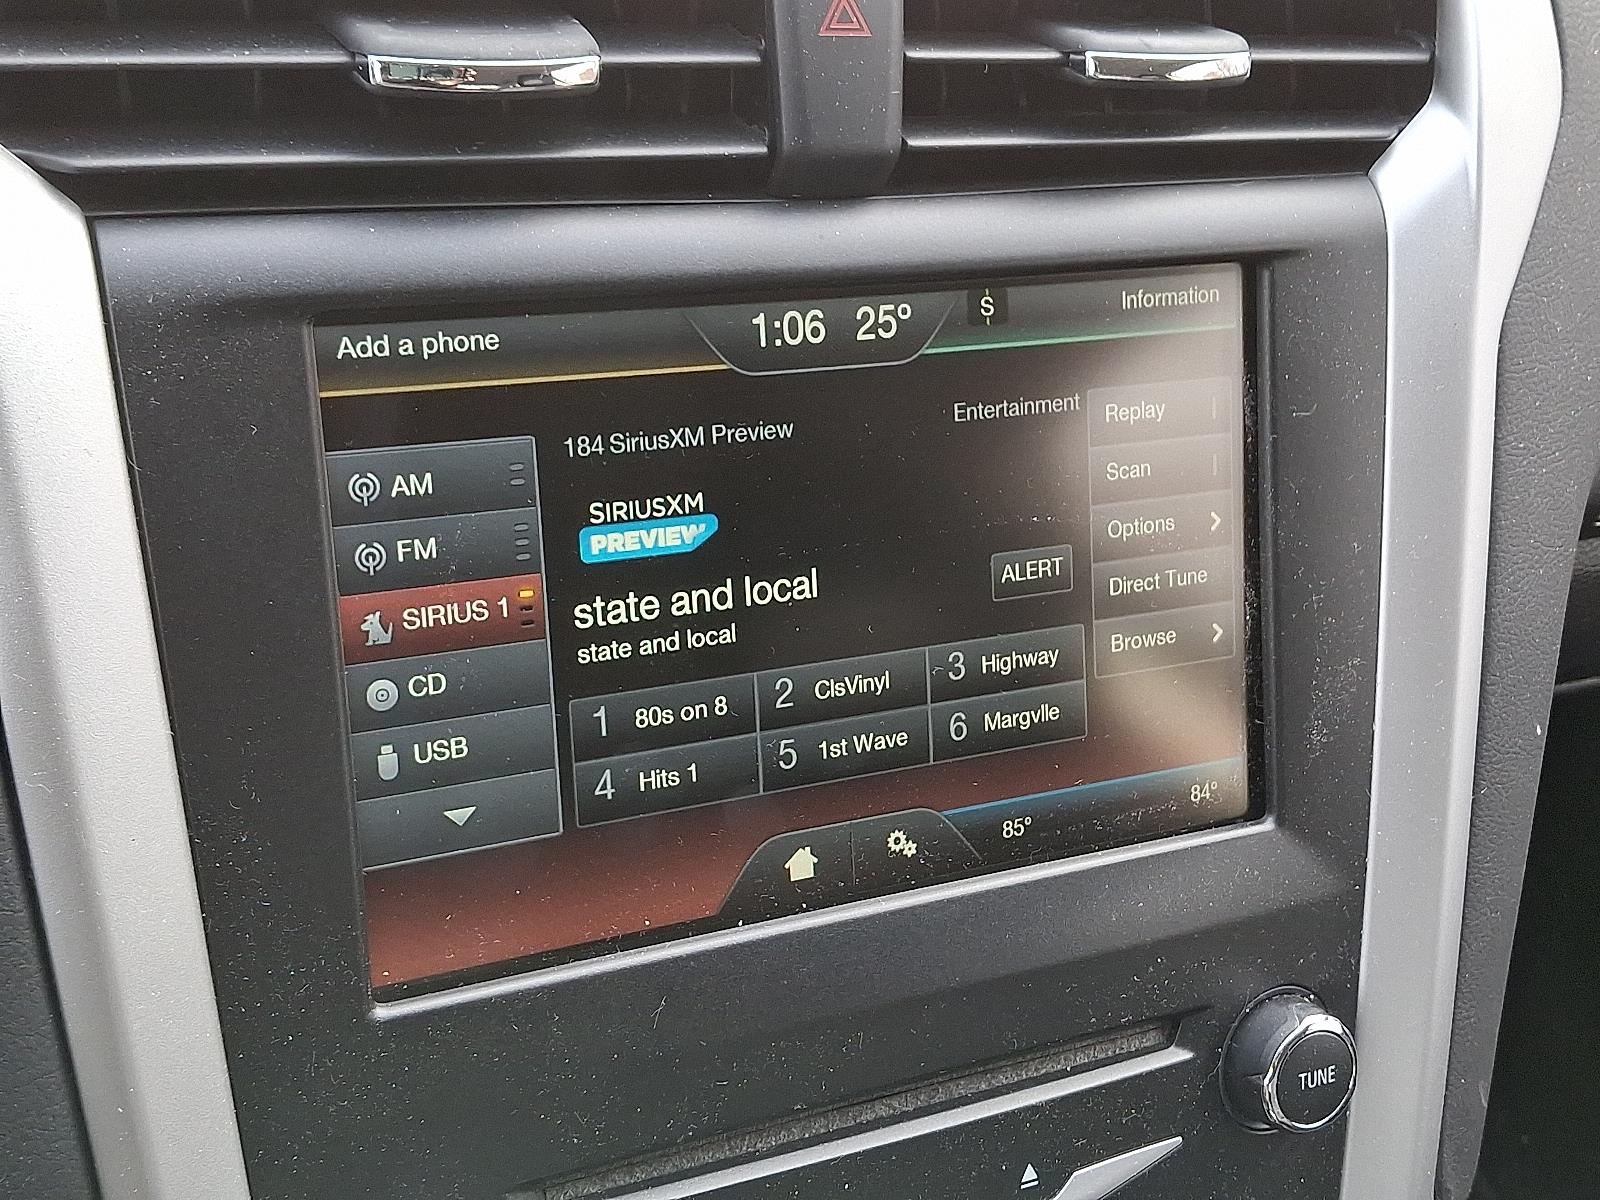 Add a phone
1:06 25°
$
Information
AM
FM
SIRIUS 1
CD
USB
184 SiriusXM Preview
Entertainment
SIRIUSXM
PREVIEW
state and local
state and local
ALERT
1 80s on 8
2 ClsVinyl
3 Highway
4 Hits 1
5 1st Wave
6 Margvlle
Replay
Scan
Options
Direct Tune
Browse
85°
84°
TUNE